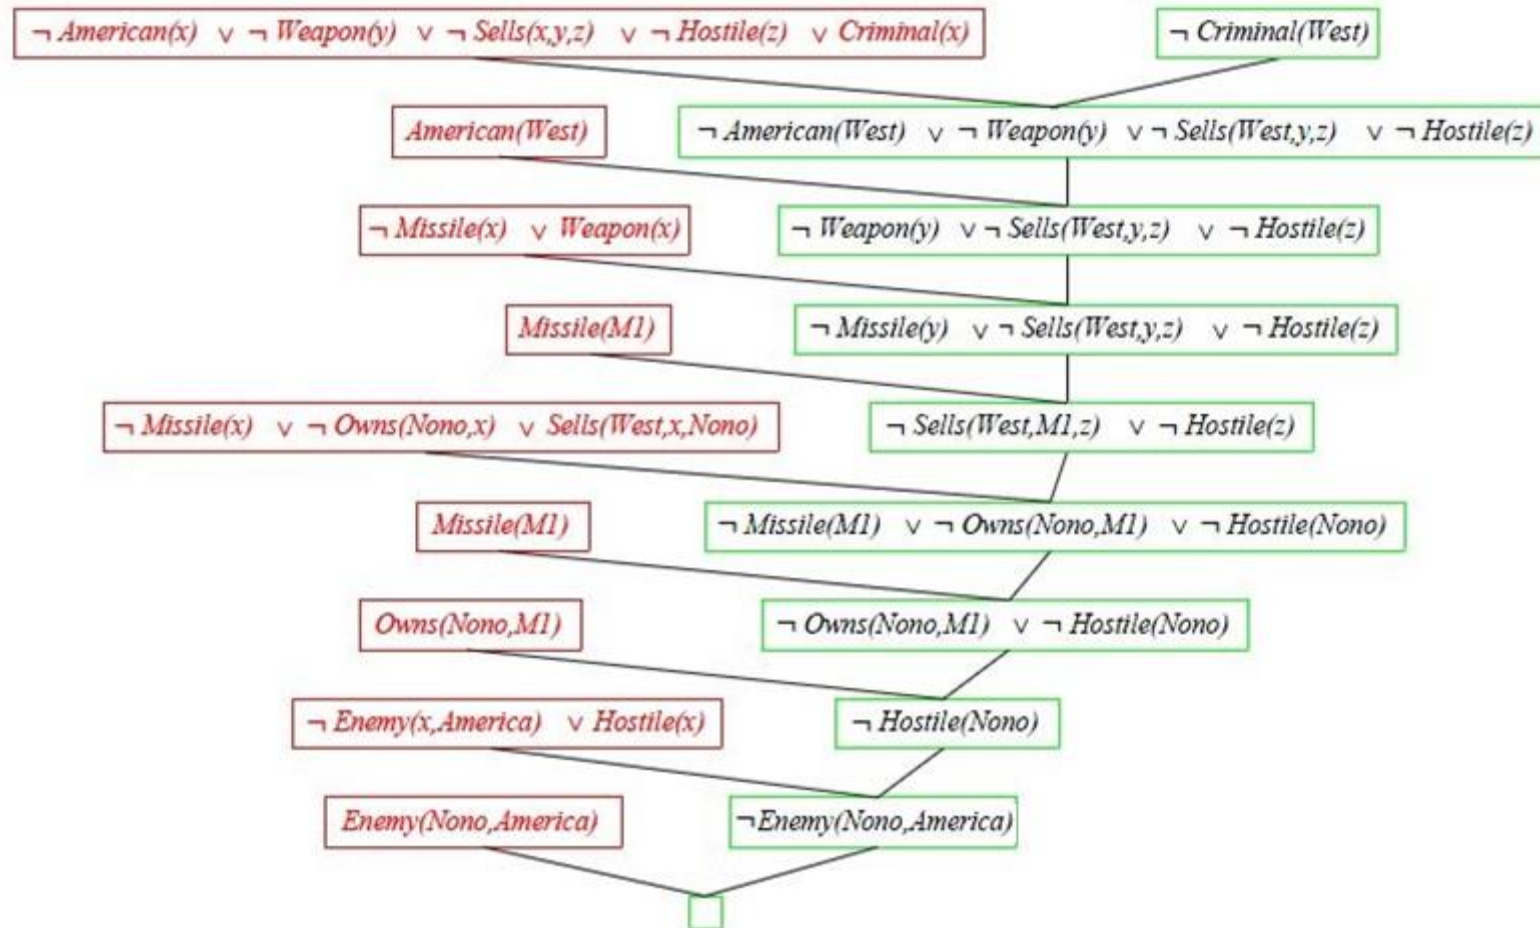 ¬ American(x) ∨ ¬ Weapon(y) ∨ ¬ Sells(x,y,z) ∨ ¬ Hostile(z) ∨ Criminal(x)
¬ Criminal(West)
American(West)
¬ American(West) ∨ ¬ Weapon(y) ∨ ¬ Sells(West,y,z) ∨ ¬ Hostile(z)
¬ Missile(x) ∨ Weapon(x)
¬ Weapon(y) ∨ ¬ Sells(West,y,z) ∨ ¬ Hostile(z)
Missile(M1)
¬ Missile(y) ∨ ¬ Sells(West,y,z) ∨ ¬ Hostile(z)
¬ Missile(x) ∨ ¬ Owns(Nono,x) ∨ Sells(West,x,Nono)
¬ Sells(West,M1,z) ∨ ¬ Hostile(z)
Missile(M1)
¬ Missile(M1) ∨ ¬ Owns(Nono,M1) ∨ ¬ Hostile(Nono)
Owns(Nono,M1)
¬ Owns(Nono,M1) ∨ ¬ Hostile(Nono)
¬ Enemy(x,America) ∨ Hostile(x)
¬ Hostile(Nono)
Enemy(Nono,America)
¬Enemy(Nono,America)